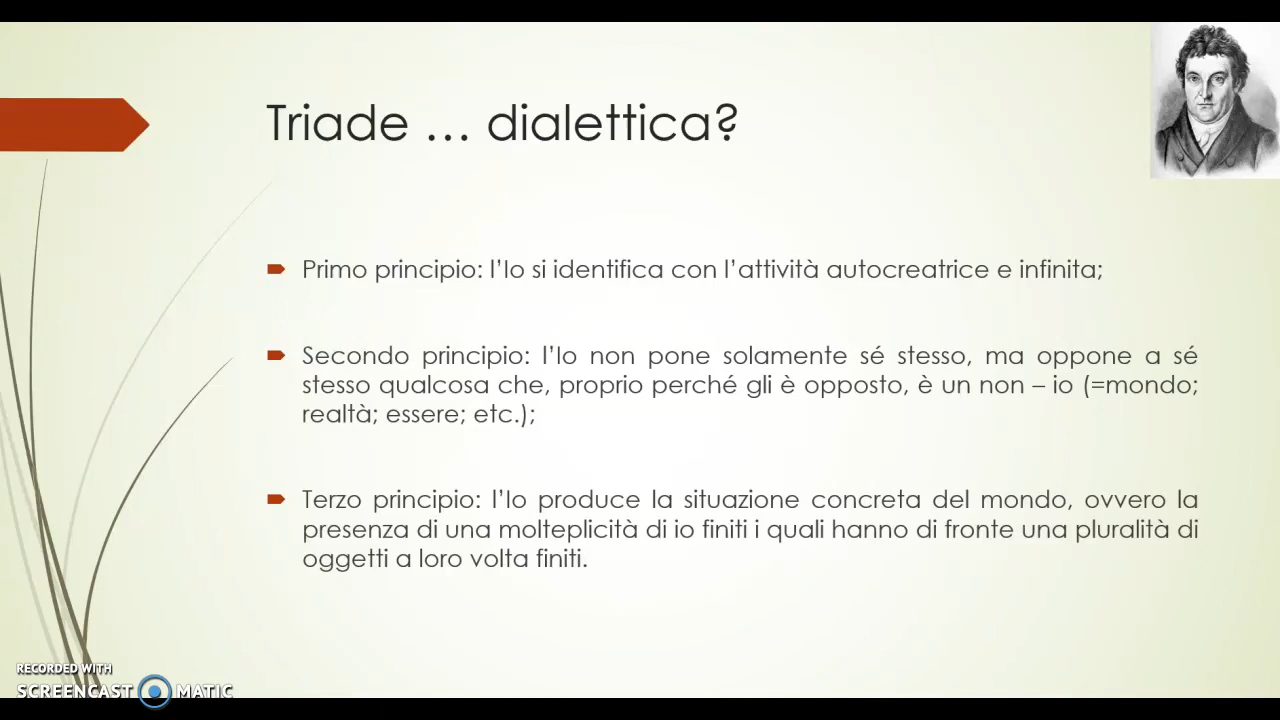 Triade … dialettica?
Primo principio: l’Io si identifica con l’attività autocreatrice e infinita;
Secondo principio: l’Io non pone solamente sé stesso, ma oppone a sé
stesso qualcosa che, proprio perché gli è opposto, è un non – io (=mondo;
realtà; essere; etc.);
Terzo principio: l’Io produce la situazione concreta del mondo, ovvero la
presenza di una molteplicità di io finiti i quali hanno di fronte una pluralità di
oggetti a loro volta finiti.
RECORDED WITH
SCREENCAST MATIC